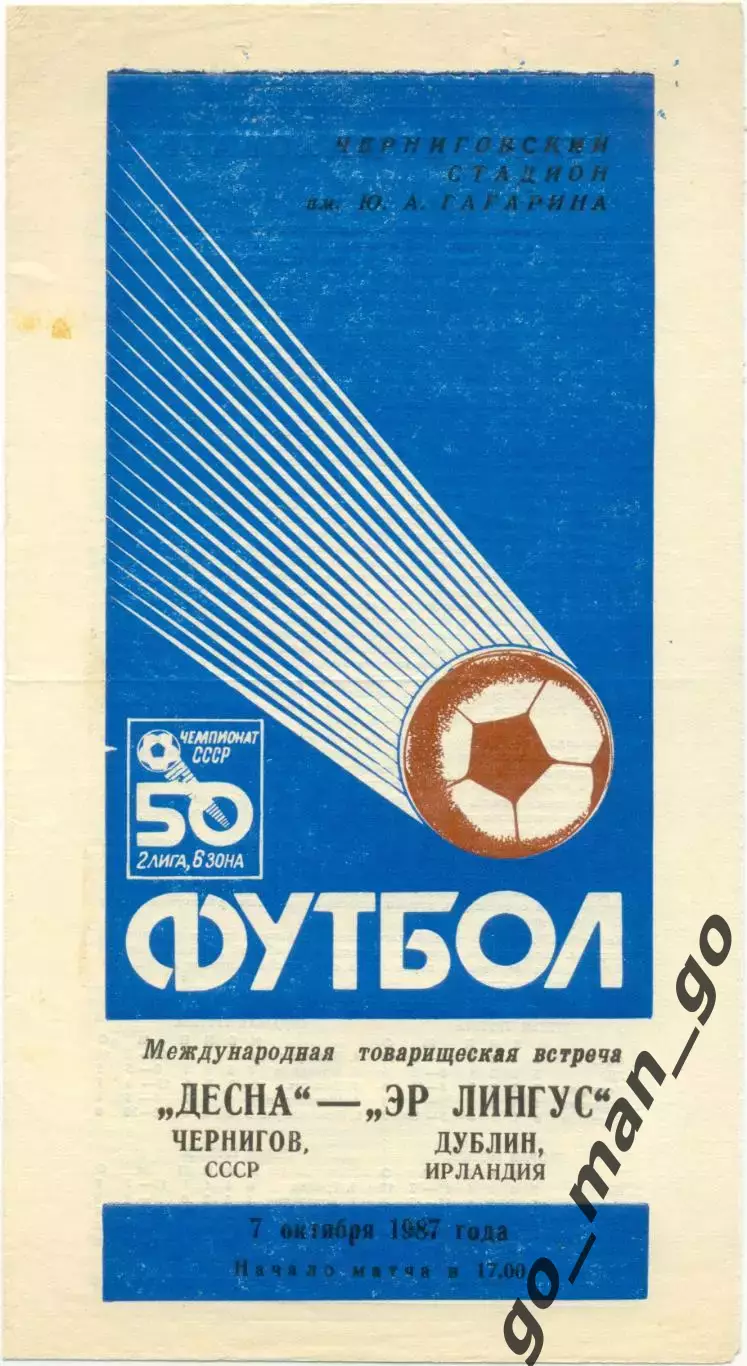 ЧЕРНИГОВСКИЙ
СТАДИОН
им. Ю. А. ГАГАРИНА
ЧЕМПИОНАТ
СССР
50
2 ЛИГА, 6 ЗОНА
ФУТБОЛ
Международная товарищеская встреча
„ДЕСНА“ — „ЭР ЛИНГУС“
ЧЕРНИГОВ, ДУБЛИН,
СССР ИРЛАНДИЯ
7 октября 1987 года
Начало матча в 17.00
go_man_go